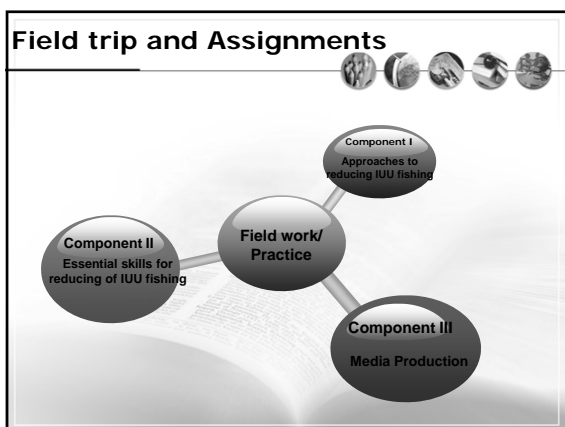 Field trip and Assignments
Component I
Approaches to
reducing IUU fishing
Component II
Essential skills for
reducing of IUU fishing
Field work/
Practice
Component III
Media Production